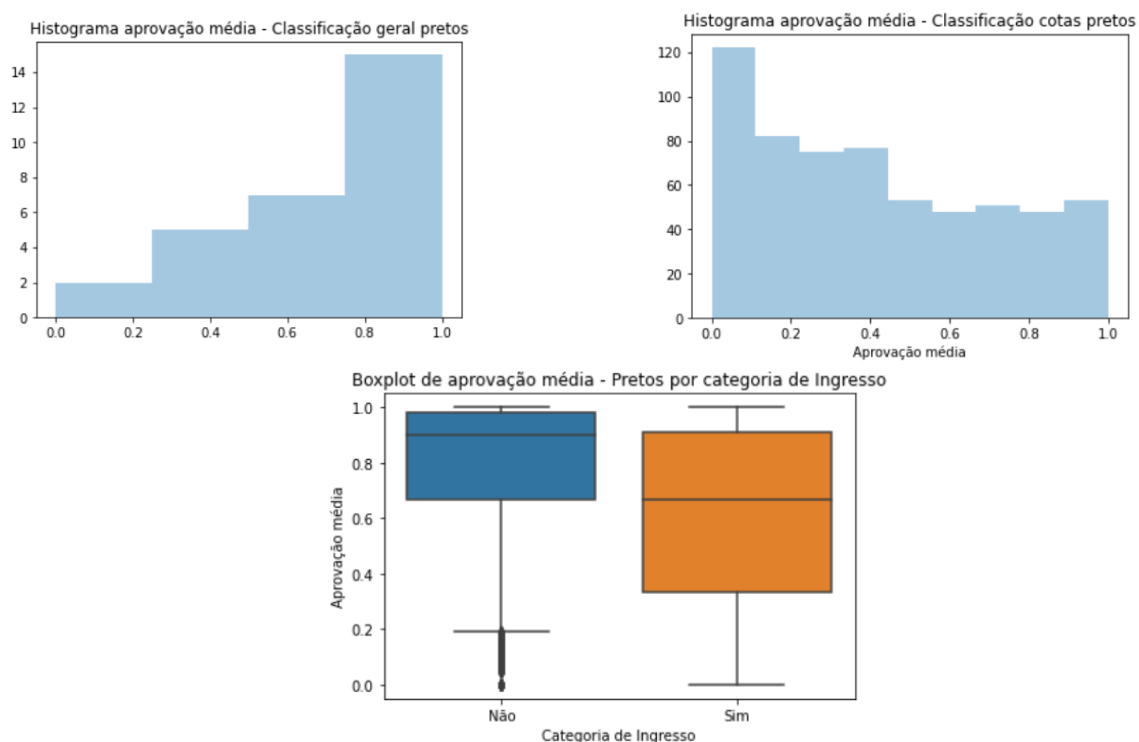 Histograma aprovação média - Classificação geral pretos
14
12
10
8
6
4
2
0
0.0 0.2 0.4 0.6 0.8 1.0
Histograma aprovação média - Classificação cotas pretos
120
100
80
60
40
20
0
0.0 0.2 0.4 0.6 0.8 1.0
Aprovação média
Boxplot de aprovação média - Pretos por categoria de Ingresso
1.0
0.8
0.6
0.4
0.2
0.0
Aprovação média
Não Sim
Categoria de Ingresso